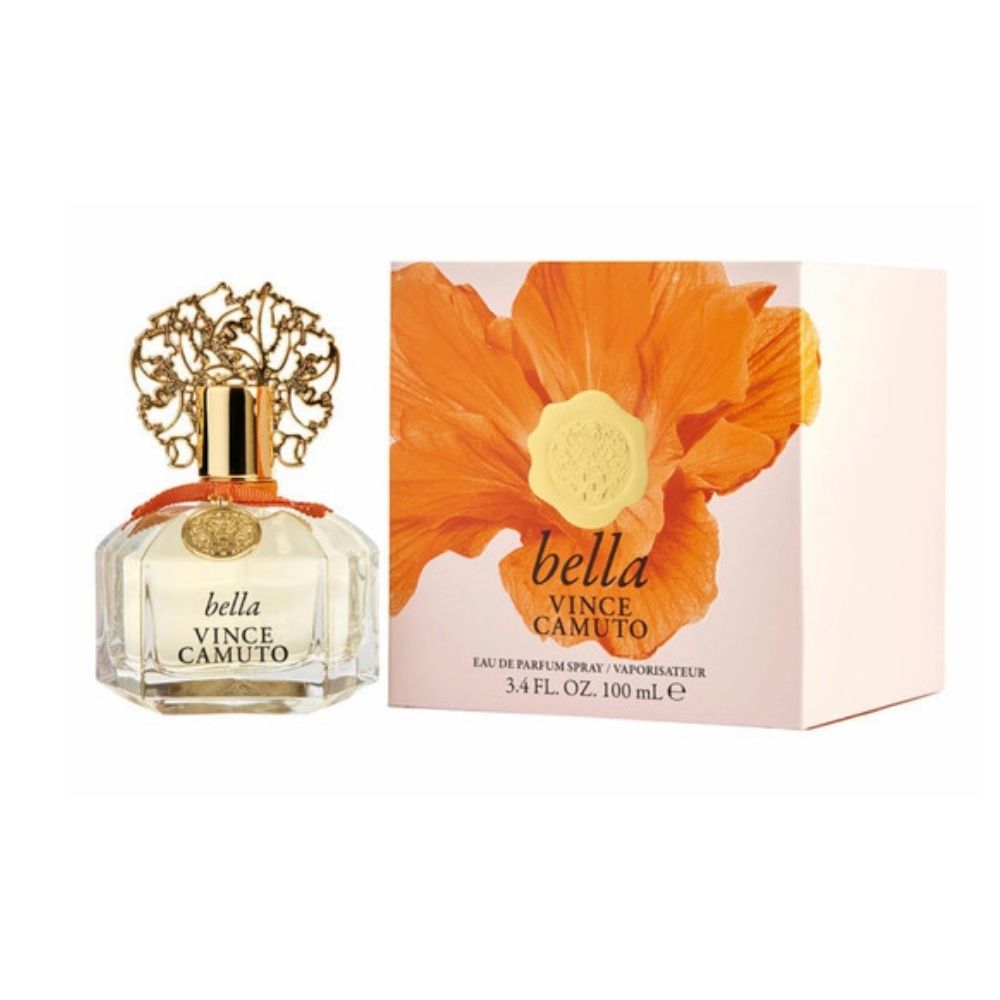 bella
VINCE
CAMUTO
bella
VINCE
CAMUTO
EAU DE PARFUM SPRAY / VAPORISATEUR
3.4 FL. OZ. 100 mL ℮